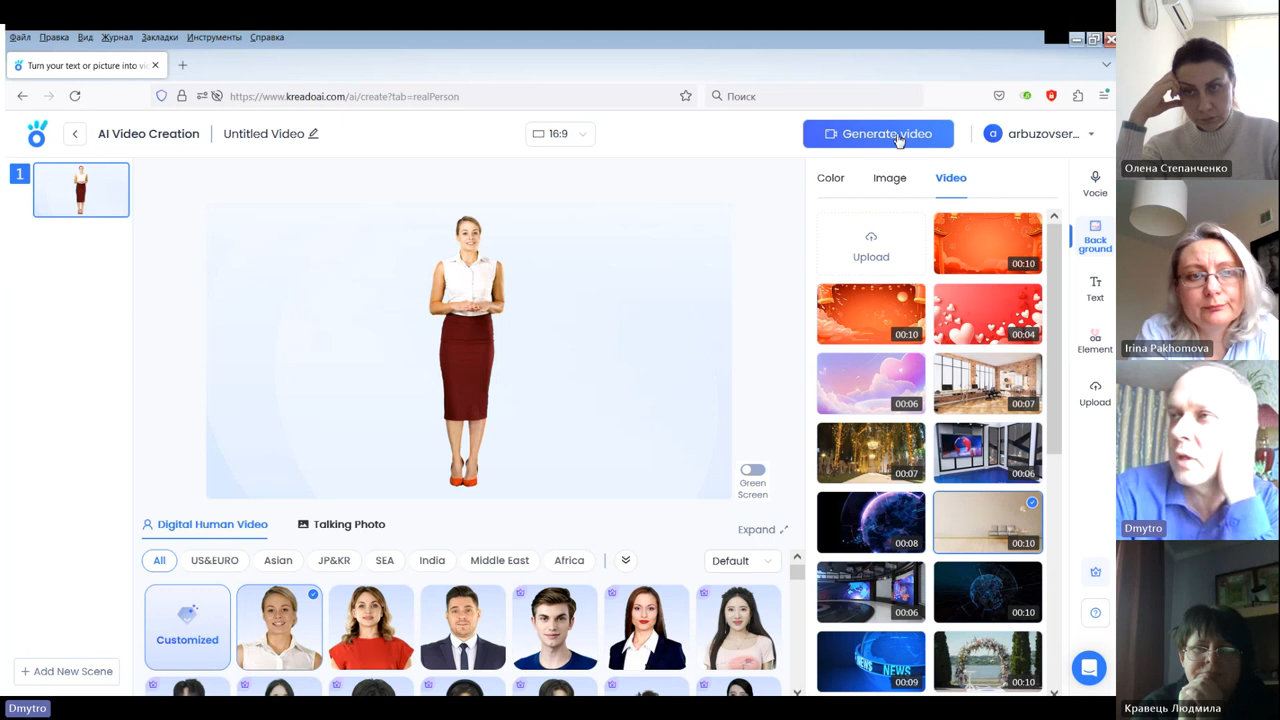 Файл Правка Вид Журнал Закладки Инструменты Справка
Turn your text or picture into vi
https://www.kreadoai.com/ai/create?tab=realPerson
Поиск
AI Video Creation
Untitled Video
16:9
Generate video
a
arbuzovser...
1
Color Image Video
Upload
00:10
00:10
00:04
00:06
00:07
00:07
00:06
00:08
00:10
00:06
00:10
NEWS NEWS
00:09
00:10
Vocie
Back
ground
Text
Element
Upload
Green
Screen
Digital Human Video
Talking Photo
Expand
All US&EURO Asian JP&KR SEA India Middle East Africa
Default
Customized
+ Add New Scene
Dmytro
Олена Степанченко
Irina Pakhomova
Dmytro
Кравець Людмила